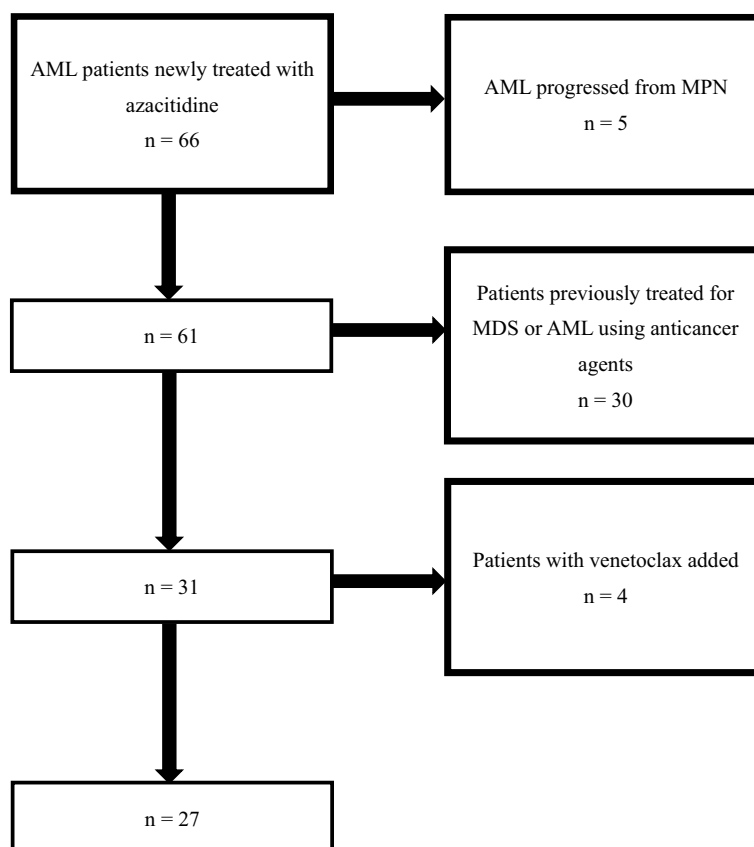 AML patients newly treated with
azacitidine
n = 66
AML progressed from MPN
n = 5
n = 61
Patients previously treated for
MDS or AML using anticancer
agents
n = 30
n = 31
Patients with venetoclax added
n = 4
n = 27